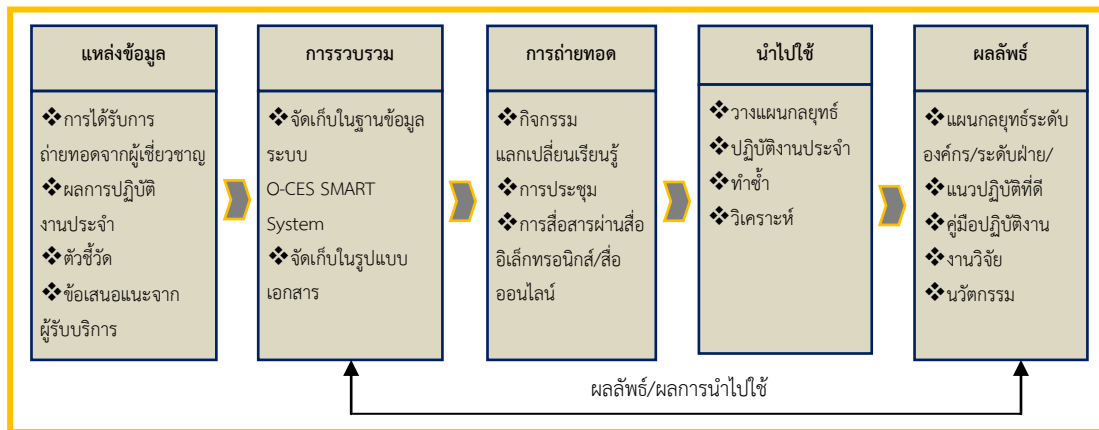 แหล่งข้อมูล
❖การได้รับการ
ถ่ายทอดจากผู้เชี่ยวชาญ
❖ผลการปฏิบัติ
งานประจำ
❖ตัวชี้วัด
❖ข้อเสนอแนะจาก
ผู้รับบริการ
การรวบรวม
❖จัดเก็บในฐานข้อมูล
ระบบ
O-CES SMART
System
❖จัดเก็บในรูปแบบ
เอกสาร
การถ่ายทอด
❖กิจกรรม
แลกเปลี่ยนเรียนรู้
❖การประชุม
❖การสื่อสารผ่านสื่อ
อิเล็กทรอนิกส์/สื่อ
ออนไลน์
นำไปใช้
❖วางแผนกลยุทธ์
❖ปฏิบัติงานประจำ
❖ทำซ้ำ
❖วิเคราะห์
ผลลัพธ์
❖แผนกลยุทธ์ระดับ
องค์กร/ระดับฝ่าย/
❖แนวปฏิบัติที่ดี
❖คู่มือปฏิบัติงาน
❖งานวิจัย
❖นวัตกรรม
ผลลัพธ์/ผลการนำไปใช้